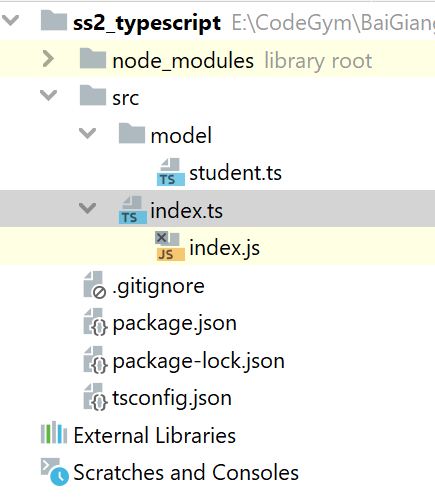 ss2_typescript E:\CodeGym\BaiGiang
node_modules library root
src
model
TS student.ts
TS index.ts
JS index.js
.gitignore
package.json
package-lock.json
tsconfig.json
External Libraries
Scratches and Consoles